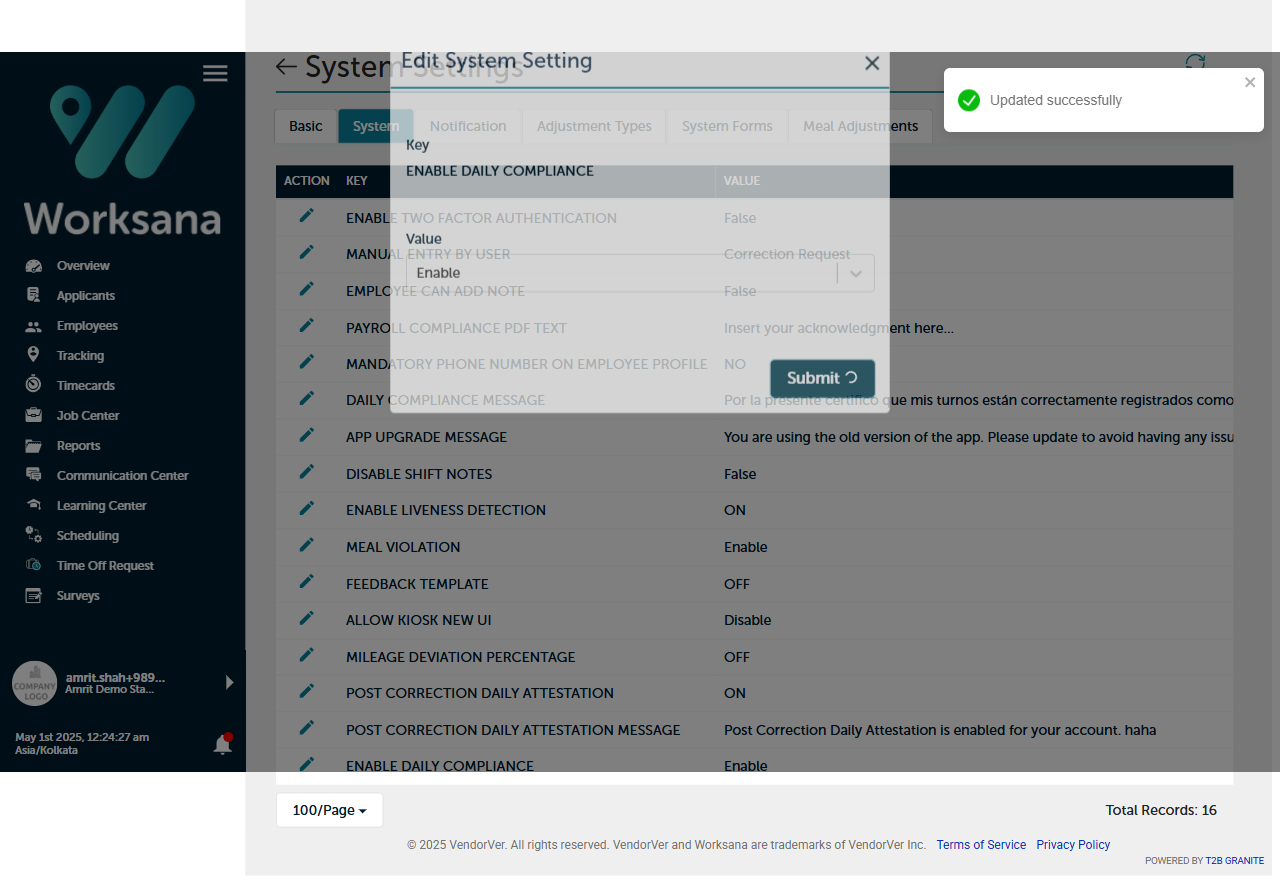 Worksana
Overview
Applicants
Employees
Tracking
Timecards
Job Center
Reports
Communication Center
Learning Center
Scheduling
Time Off Request
Surveys
COMPANY
LOGO
amrit.shah+989...
Amrit Demo Sta...
May 1st 2025, 12:24:27 am
Asia/Kolkata
System Settings
Basic System Notification Adjustment Types System Forms Meal Adjustments
Edit System Setting
Key
ENABLE DAILY COMPLIANCE
Value
Enable
Submit
Updated successfully
ACTION KEY VALUE
ENABLE TWO FACTOR AUTHENTICATION False
MANUAL ENTRY BY USER Correction Request
EMPLOYEE CAN ADD NOTE False
PAYROLL COMPLIANCE PDF TEXT Insert your acknowledgment here...
MANDATORY PHONE NUMBER ON EMPLOYEE PROFILE NO
DAILY COMPLIANCE MESSAGE Por la presente certifico que mis turnos están correctamente registrados como
APP UPGRADE MESSAGE You are using the old version of the app. Please update to avoid having any issu
DISABLE SHIFT NOTES False
ENABLE LIVENESS DETECTION ON
MEAL VIOLATION Enable
FEEDBACK TEMPLATE OFF
ALLOW KIOSK NEW UI Disable
MILEAGE DEVIATION PERCENTAGE OFF
POST CORRECTION DAILY ATTESTATION ON
POST CORRECTION DAILY ATTESTATION MESSAGE Post Correction Daily Attestation is enabled for your account. haha
ENABLE DAILY COMPLIANCE Enable
100/Page Total Records: 16
© 2025 VendorVer. All rights reserved. VendorVer and Worksana are trademarks of VendorVer Inc. Terms of Service Privacy Policy
POWERED BY T2B GRANITE